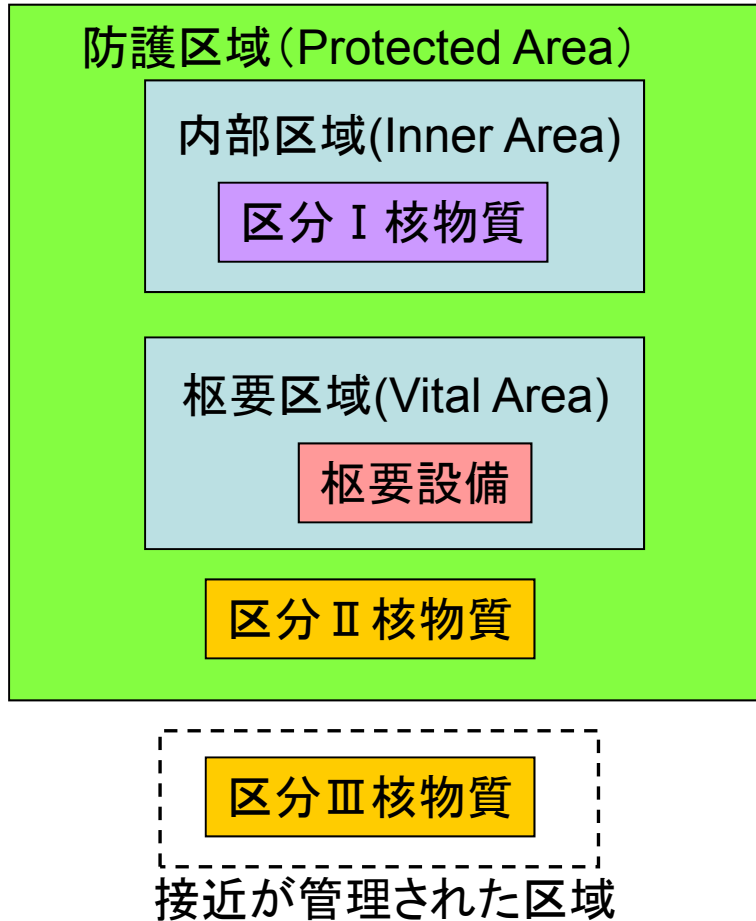 防護区域（Protected Area）
内部区域(Inner Area)
区分Ⅰ核物質
枢要区域(Vital Area)
枢要設備
区分Ⅱ核物質
区分Ⅲ核物質
接近が管理された区域